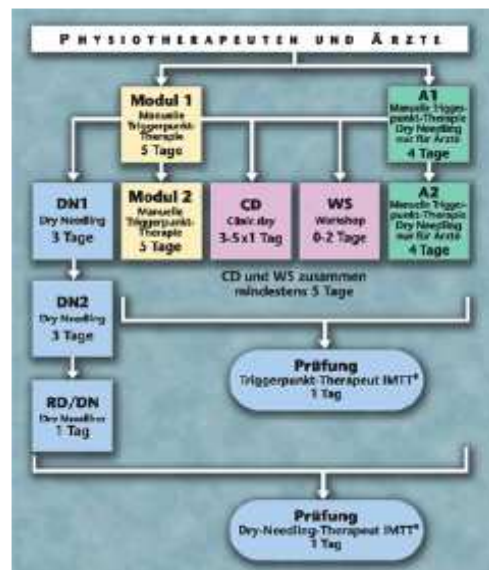 PHYSIOTHERAPEUTEN UND ÄRZTE
Modul 1
Manuelle
Triggerpunkt-
Therapie
5 Tage
A1
Manuelle Trigger-
punkt-Therapie
Dry Needling
nur für Ärzte
4 Tage
DN1
Dry Needling
3 Tage
Modul 2
Manuelle
Triggerpunkt-
Therapie
5 Tage
CD
Clinic day
3-5x1 Tag
WS
Workshop
0-2 Tage
A2
Manuelle Trigger-
punkt-Therapie
Dry Needling
nur für Ärzte
4 Tage
CD und WS zusammen
mindestens 5 Tage
DN2
Dry Needling
3 Tage
Prüfung
Triggerpunkt-Therapeut IMTT®
1 Tag
RD/DN
Dry Needling
1 Tag
Prüfung
Dry-Needling-Therapeut IMTT®
1 Tag